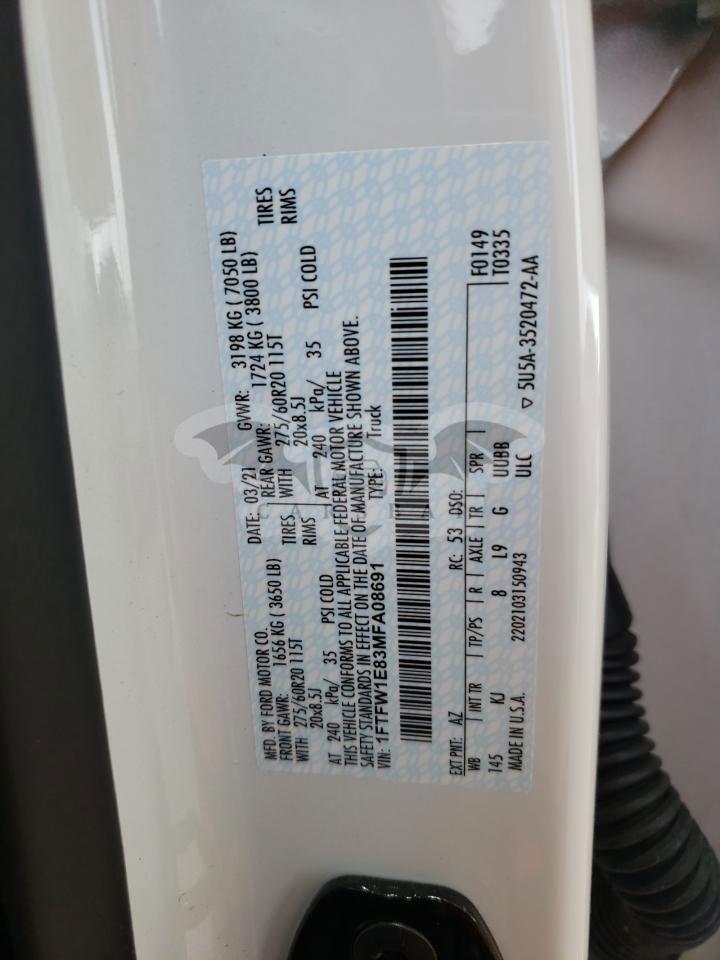 MFD. BY FORD MOTOR CO.
DATE: 03/21 GVWR: 3198 KG ( 7050 LB)
FRONT GAWR: 1656 KG ( 3650 LB) REAR GAWR: 1724 KG ( 3800 LB)
WITH 275/60R20 115T TIRES WITH 275/60R20 115T TIRES
20x8.5J RIMS 20x8.5J RIMS
AT 240 kPa/ 35 PSI COLD AT 240 kPa/ 35 PSI COLD
THIS VEHICLE CONFORMS TO ALL APPLICABLE FEDERAL MOTOR VEHICLE
SAFETY STANDARDS IN EFFECT ON THE DATE OF MANUFACTURE SHOWN ABOVE.
VIN: 1FTFW1E83MFA08691 TYPE: Truck
F0149
T0335
EXT PNT: AZ RC: 53 DSO:
WB INT TR TP/PS R AXLE TR SPR
145 KJ 8 L9 G UUBB
MADE IN U.S.A. 2202103150943 ULC ▽ 5U5A-3520472-AA